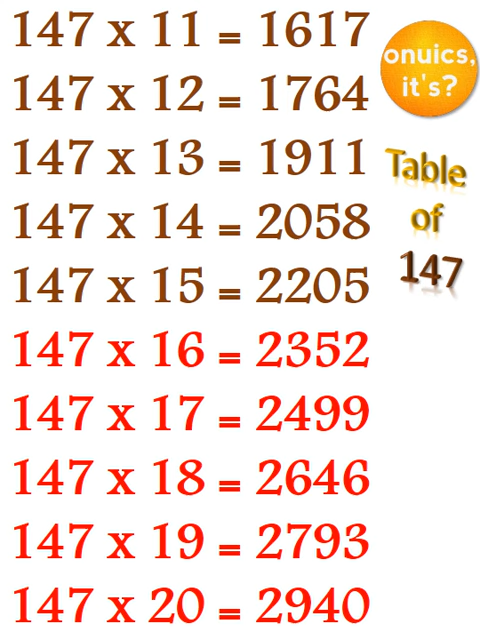 147 x 11 = 1617
147 x 12 = 1764
147 x 13 = 1911
147 x 14 = 2058
147 x 15 = 2205
147 x 16 = 2352
147 x 17 = 2499
147 x 18 = 2646
147 x 19 = 2793
147 x 20 = 2940
onuics,
it's?
Table
of
147